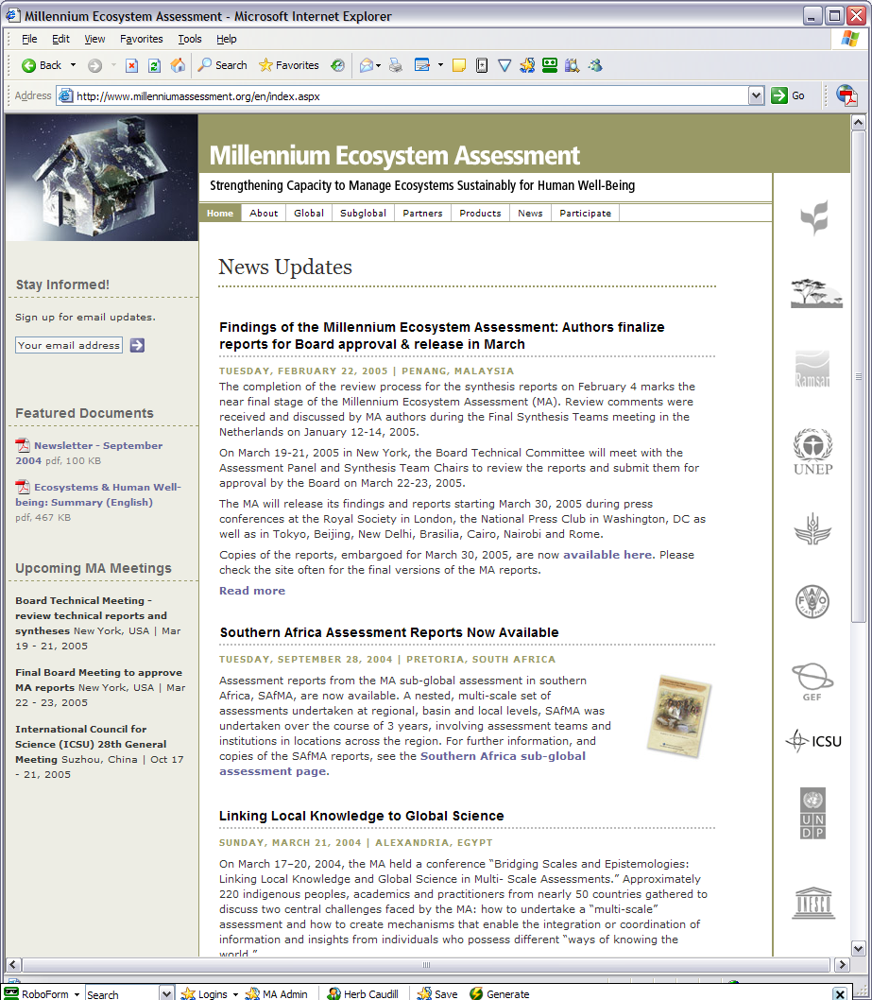 Millennium Ecosystem Assessment - Microsoft Internet Explorer
File Edit View Favorites Tools Help
Back Search Favorites
Address http://www.millenniumassessment.org/en/index.aspx Go
Millennium Ecosystem Assessment
Strengthening Capacity to Manage Ecosystems Sustainably for Human Well-Being
Home About Global Subglobal Partners Products News Participate
Stay Informed!
Sign up for email updates.
Your email address
Featured Documents
Newsletter - September
2004 pdf, 100 KB
Ecosystems & Human Well-
being: Summary (English)
pdf, 467 KB
Upcoming MA Meetings
Board Technical Meeting -
review technical reports and
syntheses New York, USA | Mar
19 - 21, 2005
Final Board Meeting to approve
MA reports New York, USA | Mar
22 - 23, 2005
International Council for
Science (ICSU) 28th General
Meeting Suzhou, China | Oct 17
- 21, 2005
News Updates
Findings of the Millennium Ecosystem Assessment: Authors finalize
reports for Board approval & release in March
TUESDAY, FEBRUARY 22, 2005 | PENANG, MALAYSIA
The completion of the review process for the synthesis reports on February 4 marks the
near final stage of the Millennium Ecosystem Assessment (MA). Review comments were
received and discussed by MA authors during the Final Synthesis Teams meeting in the
Netherlands on January 12-14, 2005.
On March 19-21, 2005 in New York, the Board Technical Committee will meet with the
Assessment Panel and Synthesis Team Chairs to review the reports and submit them for
approval by the Board on March 22-23, 2005.
The MA will release its findings and reports starting March 30, 2005 during press
conferences at the Royal Society in London, the National Press Club in Washington, DC as
well as in Tokyo, Beijing, New Delhi, Brasilia, Cairo, Nairobi and Rome.
Copies of the reports, embargoed for March 30, 2005, are now available here. Please
check the site often for the final versions of the MA reports.
Read more
Southern Africa Assessment Reports Now Available
TUESDAY, SEPTEMBER 28, 2004 | PRETORIA, SOUTH AFRICA
Assessment reports from the MA sub-global assessment in southern
Africa, SAfMA, are now available. A nested, multi-scale set of
assessments undertaken at regional, basin and local levels, SAfMA was
undertaken over the course of 3 years, involving assessment teams and
institutions in locations across the region. For further information, and
copies of the SAfMA reports, see the Southern Africa sub-global
assessment page.
Linking Local Knowledge to Global Science
SUNDAY, MARCH 21, 2004 | ALEXANDRIA, EGYPT
On March 17–20, 2004, the MA held a conference “Bridging Scales and Epistemologies:
Linking Local Knowledge and Global Science in Multi- Scale Assessments.” Approximately
220 indigenous peoples, academics and practitioners from nearly 50 countries gathered to
discuss two central challenges faced by the MA: how to undertake a “multi-scale”
assessment and how to create mechanisms that enable the integration or coordination of
information and insights from individuals who possess different “ways of knowing the
world.”
Ramsar
UNEP
FAO
FIAT PANIS
GEF
ICSU
UN
DP
UNESCO
RoboForm Search Logins MA Admin Herb Caudill Save Generate